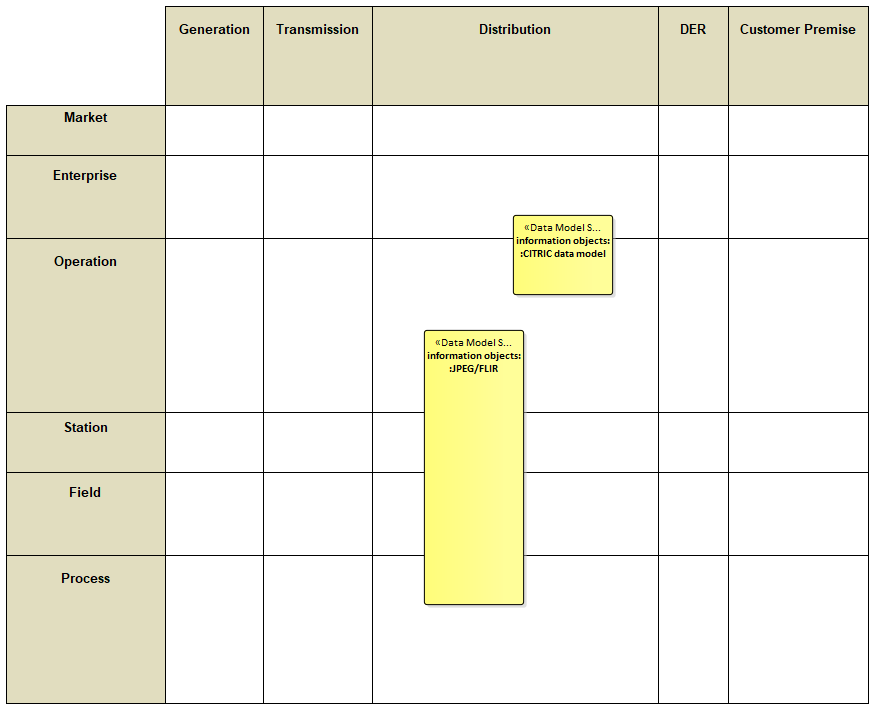 Generation Transmission Distribution DER Customer Premise
Market
Enterprise
«Data Model S...
information objects:
:CITRIC data model
Operation
«Data Model S...
information objects:
:JPEG/FLIR
Station
Field
Process